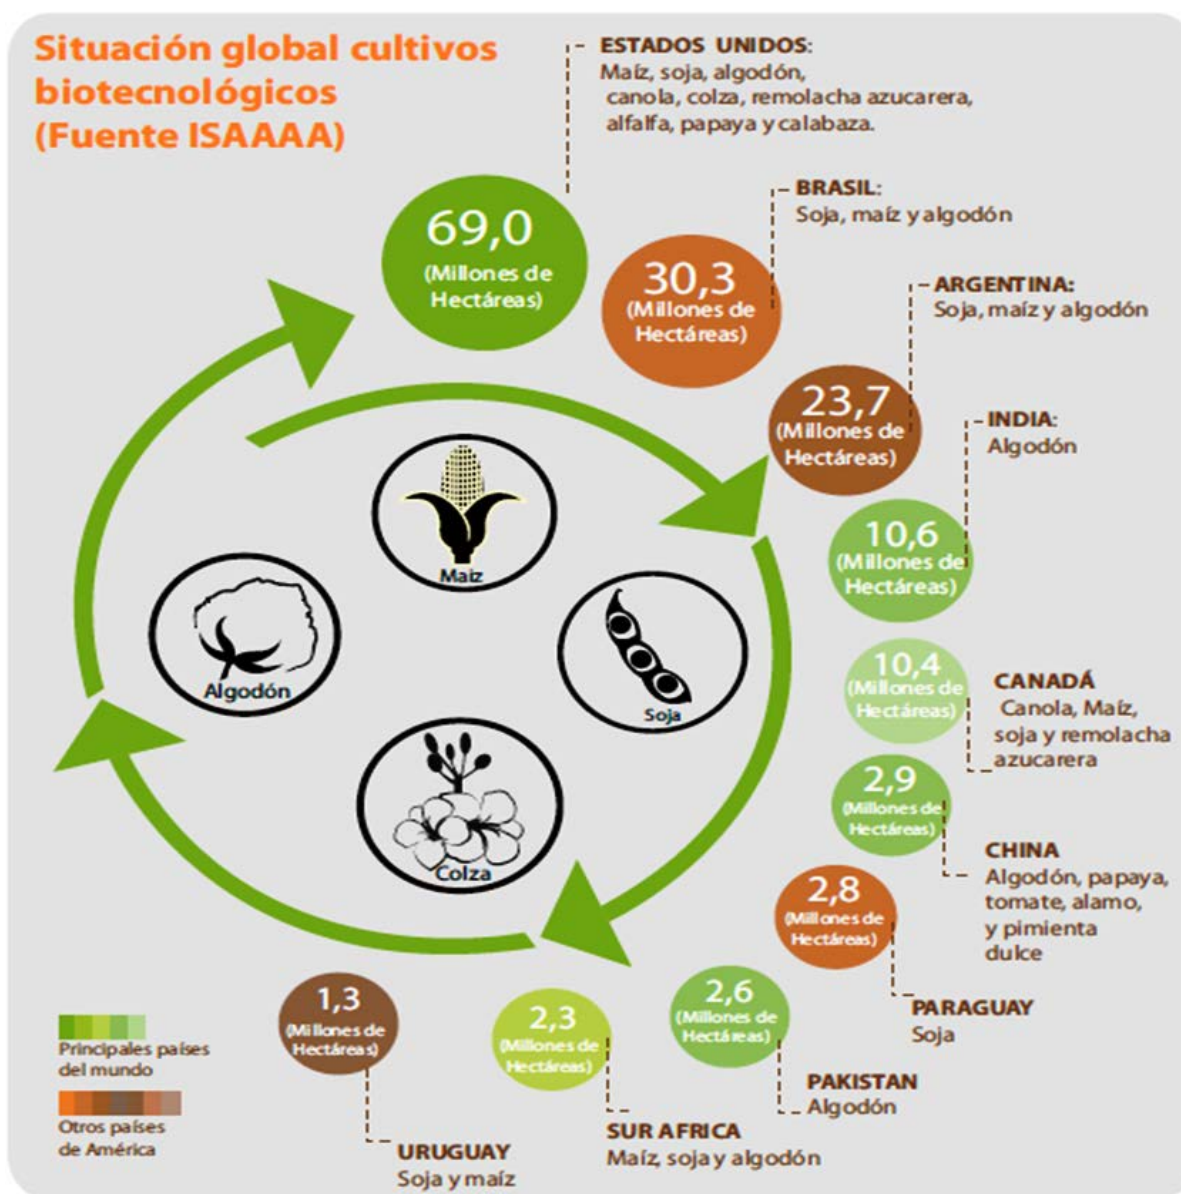 Situación global cultivos
biotecnológicos
(Fuente ISAAAA)
ESTADOS UNIDOS:
Maíz, soja, algodón,
canola, colza, remolacha azucarera,
alfalfa, papaya y calabaza.
69,0
(Millones de
Hectáreas)
BRASIL:
Soja, maíz y algodón
30,3
(Millones de
Hectáreas)
ARGENTINA:
Soja, maíz y algodón
23,7
(Millones de
Hectáreas)
INDIA:
Algodón
10,6
(Millones de
Hectáreas)
10,4
(Millones de
Hectáreas)
CANADÁ
Canola, Maíz,
soja y remolacha
azucarera
2,9
(Millones de
Hectáreas)
CHINA
Algodón, papaya,
tomate, alamo,
y pimienta
dulce
2,8
(Millones de
Hectáreas)
PARAGUAY
Soja
2,6
(Millones de
Hectáreas)
PAKISTAN
Algodón
2,3
(Millones de
Hectáreas)
SUR AFRICA
Maíz, soja y algodón
1,3
(Millones de
Hectáreas)
URUGUAY
Soja y maíz
Maíz
Soja
Colza
Algodón
Principales países
del mundo
Otros países
de América